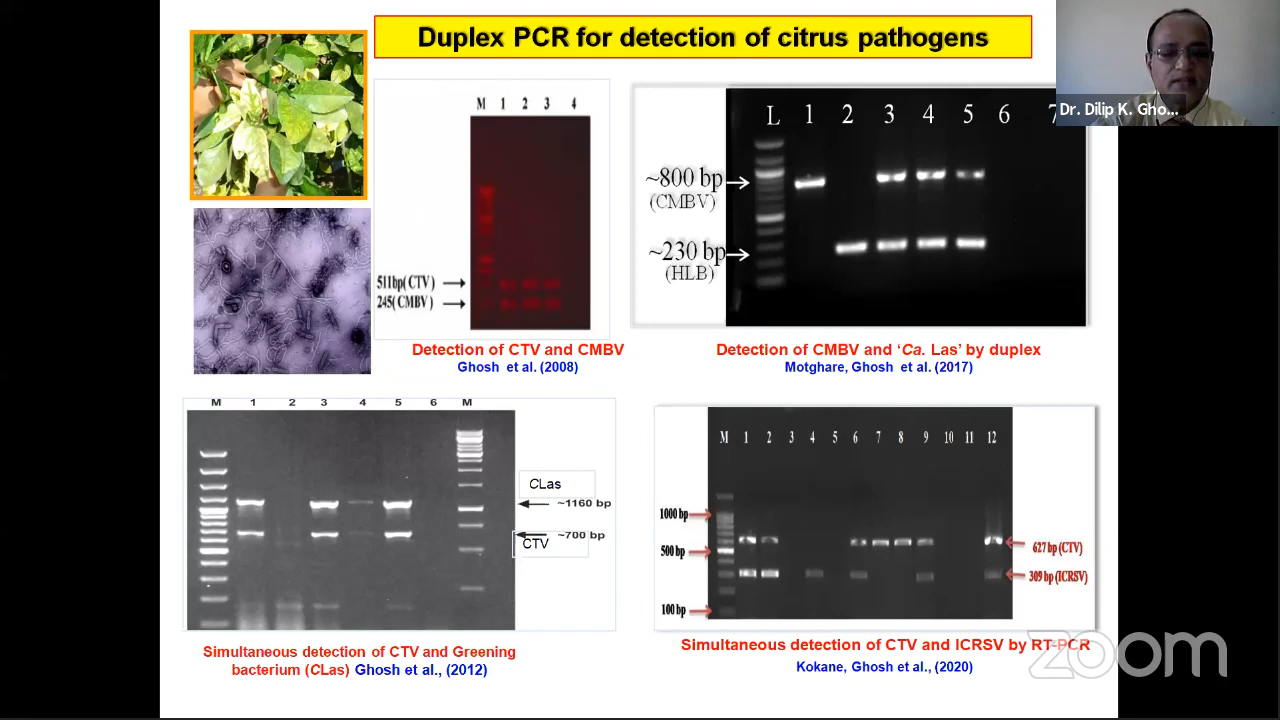 Duplex PCR for detection of citrus pathogens
Dr. Dilip K. Gho...
M 1 2 3 4
511bp(CTV)
245(CMBV)
Detection of CTV and CMBV
Ghosh et al. (2008)
L 1 2 3 4 5 6 7
~800 bp
(CMBV)
~230 bp
(HLB)
Detection of CMBV and ‘Ca. Las’ by duplex
Motghare, Ghosh et al. (2017)
M 1 2 3 4 5 6 M
CLas
~1160 bp
~700 bp
CTV
Simultaneous detection of CTV and Greening
bacterium (CLas) Ghosh et al., (2012)
M 1 2 3 4 5 6 7 8 9 10 11 12
1000 bp
500 bp
100 bp
627 bp (CTV)
309 bp (ICRSV)
Simultaneous detection of CTV and ICRSV by RT-PCR
Kokane, Ghosh et al., (2020)
zoom